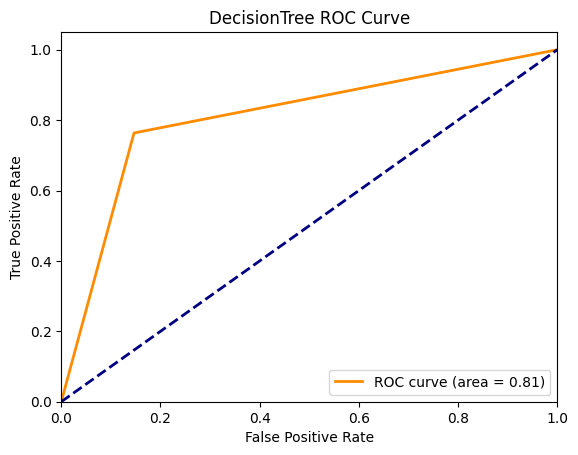 DecisionTree ROC Curve
1.0
0.8
0.6
0.4
0.2
0.0
True Positive Rate
ROC curve (area = 0.81)
0.0 0.2 0.4 0.6 0.8 1.0
False Positive Rate